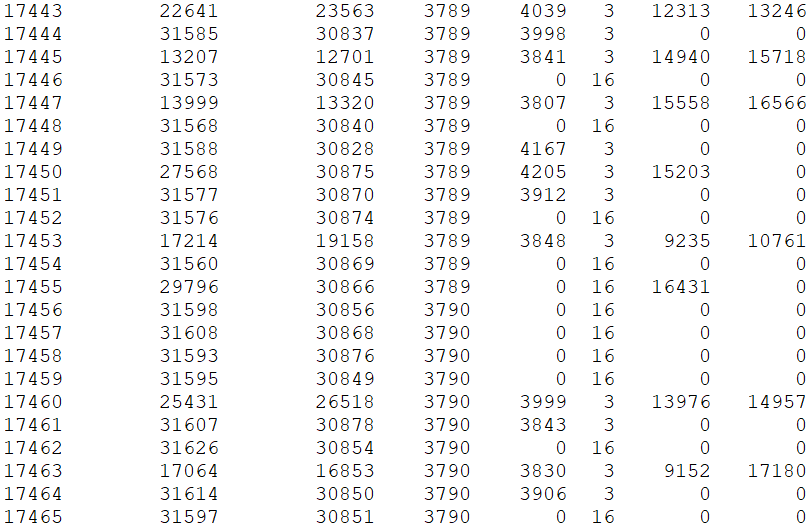 17443 22641 23563 3789 4039 3 12313 13246
17444 31585 30837 3789 3998 3 0 0
17445 13207 12701 3789 3841 3 14940 15718
17446 31573 30845 3789 0 16 0 0
17447 13999 13320 3789 3807 3 15558 16566
17448 31568 30840 3789 0 16 0 0
17449 31588 30828 3789 4167 3 0 0
17450 27568 30875 3789 4205 3 15203 0
17451 31577 30870 3789 3912 3 0 0
17452 31576 30874 3789 0 16 0 0
17453 17214 19158 3789 3848 3 9235 10761
17454 31560 30869 3789 0 16 0 0
17455 29796 30866 3789 0 16 16431 0
17456 31598 30856 3790 0 16 0 0
17457 31608 30868 3790 0 16 0 0
17458 31593 30876 3790 0 16 0 0
17459 31595 30849 3790 0 16 0 0
17460 25431 26518 3790 3999 3 13976 14957
17461 31607 30878 3790 3843 3 0 0
17462 31626 30854 3790 0 16 0 0
17463 17064 16853 3790 3830 3 9152 17180
17464 31614 30850 3790 3906 3 0 0
17465 31597 30851 3790 0 16 0 0